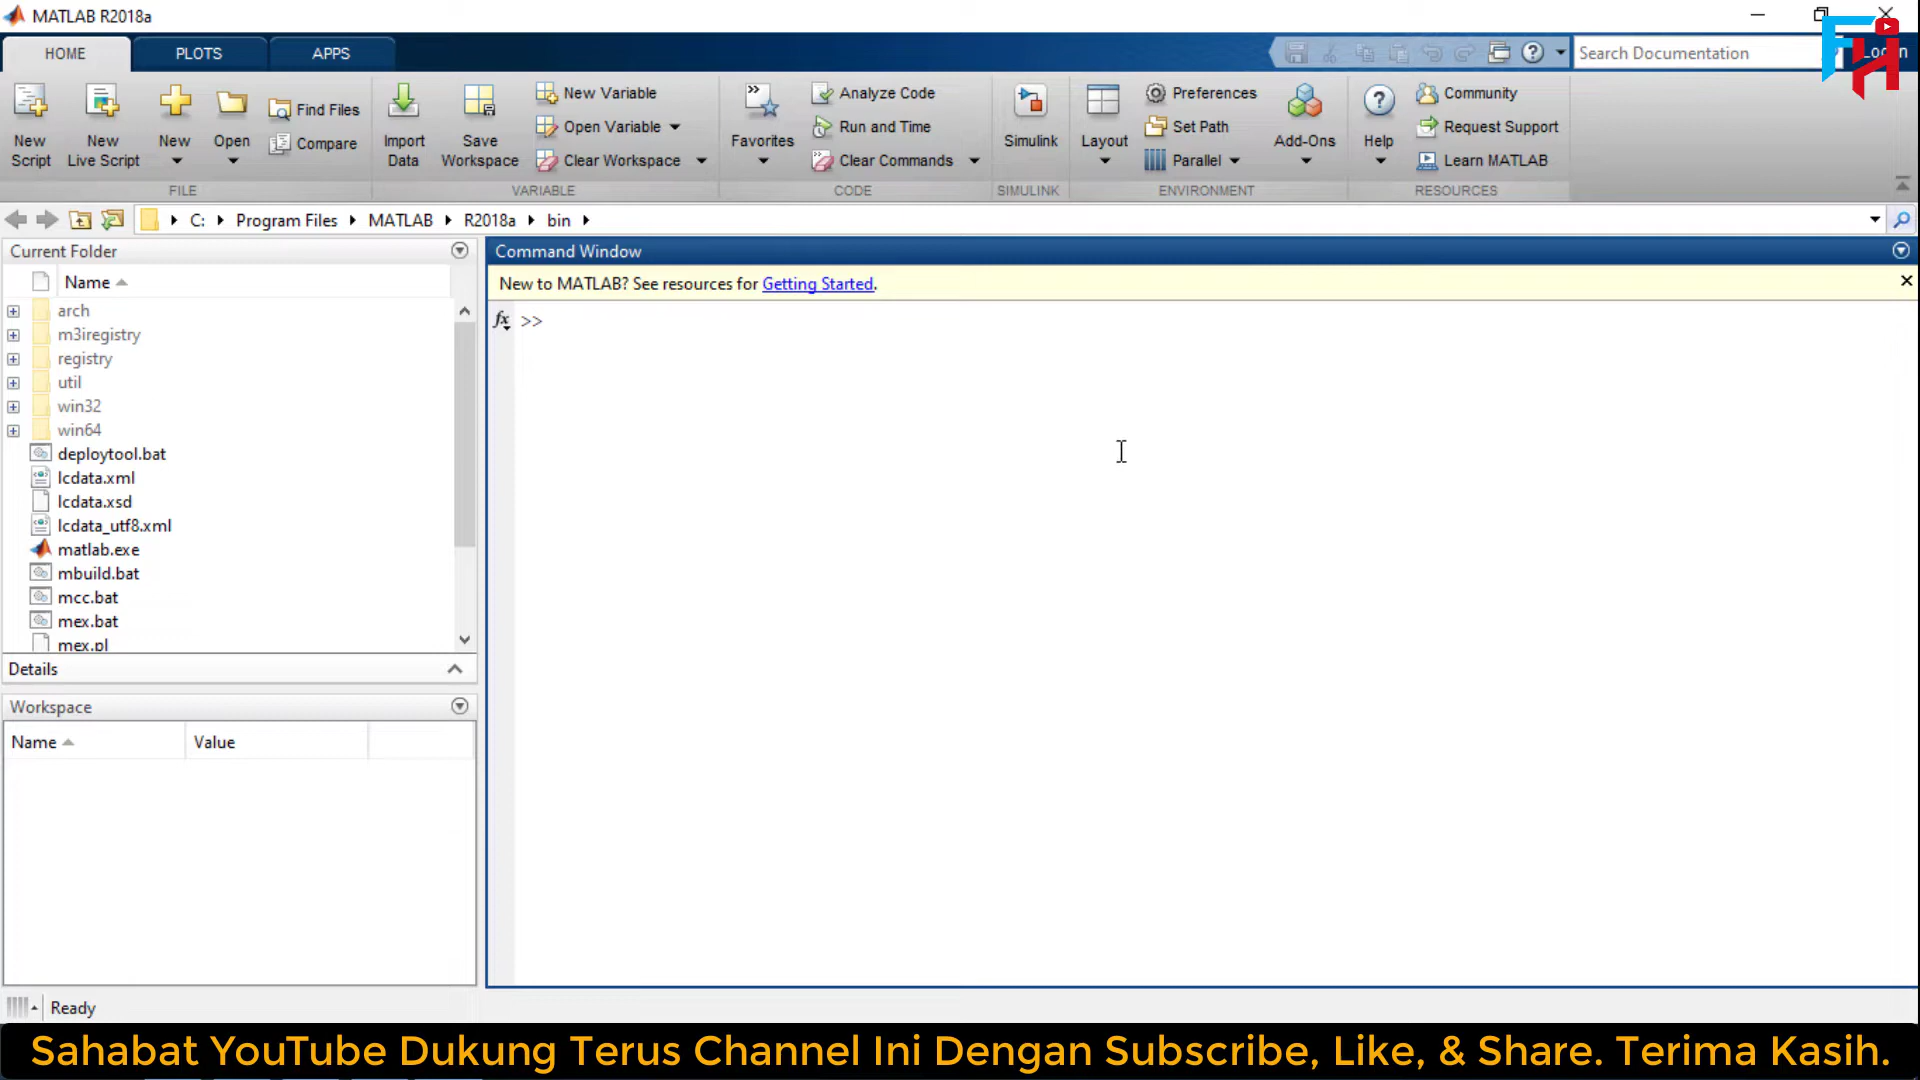 MATLAB R2018a
HOME
PLOTS
APPS
Search Documentation
New
Script
New
Live Script
New
Open
Find Files
Compare
FILE
Import
Data
Save
Workspace
New Variable
Open Variable
Clear Workspace
VARIABLE
Favorites
Analyze Code
Run and Time
Clear Commands
CODE
Simulink
SIMULINK
Layout
Preferences
Set Path
Parallel
Add-Ons
ENVIRONMENT
Help
Community
Request Support
Learn MATLAB
RESOURCES
C:
Program Files
MATLAB
R2018a
bin
Current Folder
Name
arch
m3iregistry
registry
util
win32
win64
deploytool.bat
lcdata.xml
lcdata.xsd
lcdata_utf8.xml
matlab.exe
mbuild.bat
mcc.bat
mex.bat
mex.pl
Details
Workspace
Name
Value
Command Window
New to MATLAB? See resources for Getting Started.
fx >>
Ready
Sahabat YouTube Dukung Terus Channel Ini Dengan Subscribe, Like, & Share. Terima Kasih.